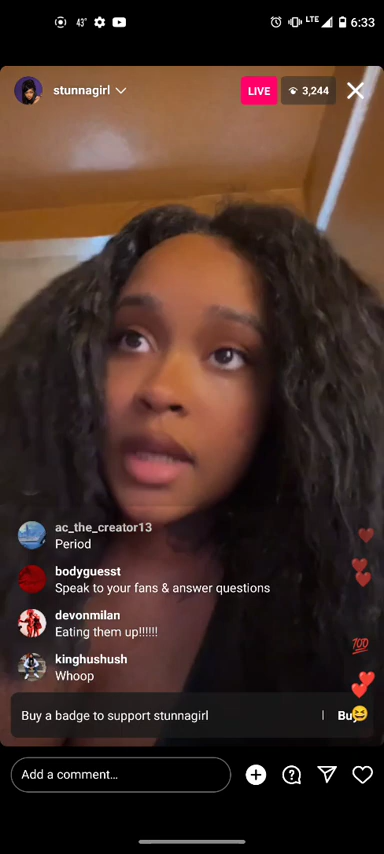 43°
LTE
6:33
stunnagirl
LIVE
3,244
ac_the_creator13
Period
bodyguesst
Speak to your fans & answer questions
devonmilan
Eating them up!!!!!!
kinghushush
Whoop
100
Buy a badge to support stunnagirl
Add a comment...